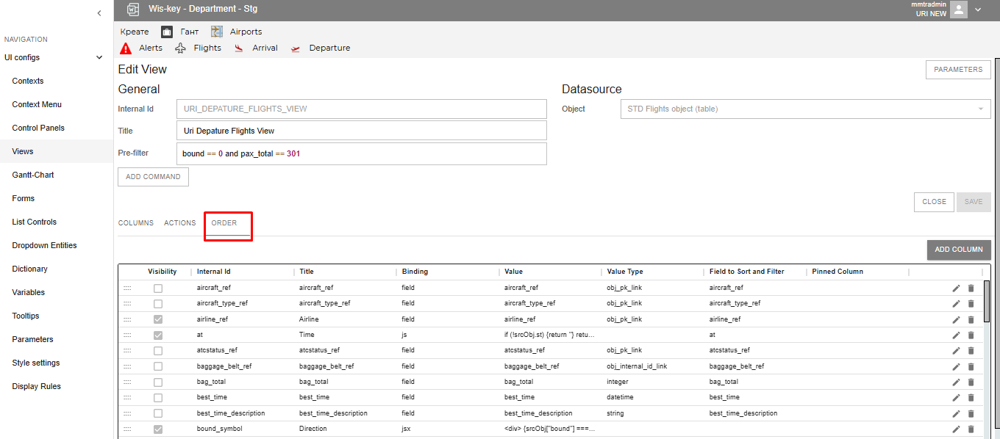 Wis-key - Department - Stg
mmtradmin
URI NEW
Креате Гант Airports
Alerts Flights Arrival Departure
NAVIGATION
UI configs
Contexts
Context Menu
Control Panels
Views
Gantt-Chart
Forms
List Controls
Dropdown Entities
Dictionary
Variables
Tooltips
Parameters
Style settings
Display Rules
Edit View
PARAMETERS
General
Internal Id URI_DEPATURE_FLIGHTS_VIEW
Title Uri Depature Flights View
Pre-filter bound == 0 and pax_total == 301
Datasource
Object STD Flights object (table)
ADD COMMAND
CLOSE SAVE
COLUMNS ACTIONS ORDER
ADD COLUMN
Visibility Internal Id Title Binding Value Value Type Field to Sort and Filter Pinned Column
:::: aircraft_ref aircraft_ref field aircraft_ref obj_pk_link aircraft_ref
:::: aircraft_type_ref aircraft_type_ref field aircraft_type_ref obj_pk_link aircraft_type_ref
:::: airline_ref Airline field airline_ref obj_pk_link airline_ref
:::: at Time js if (!srcObj.st) {return ''} retu... at
:::: atcstatus_ref atcstatus_ref field atcstatus_ref obj_pk_link atcstatus_ref
:::: baggage_belt_ref baggage_belt_ref field baggage_belt_ref obj_internal_id_link baggage_belt_ref
:::: bag_total bag_total field bag_total integer bag_total
:::: best_time best_time field best_time datetime best_time
:::: best_time_description best_time_description field best_time_description string best_time_description
:::: bound_symbol Direction jsx <div> {srcObj["bound"] ===...